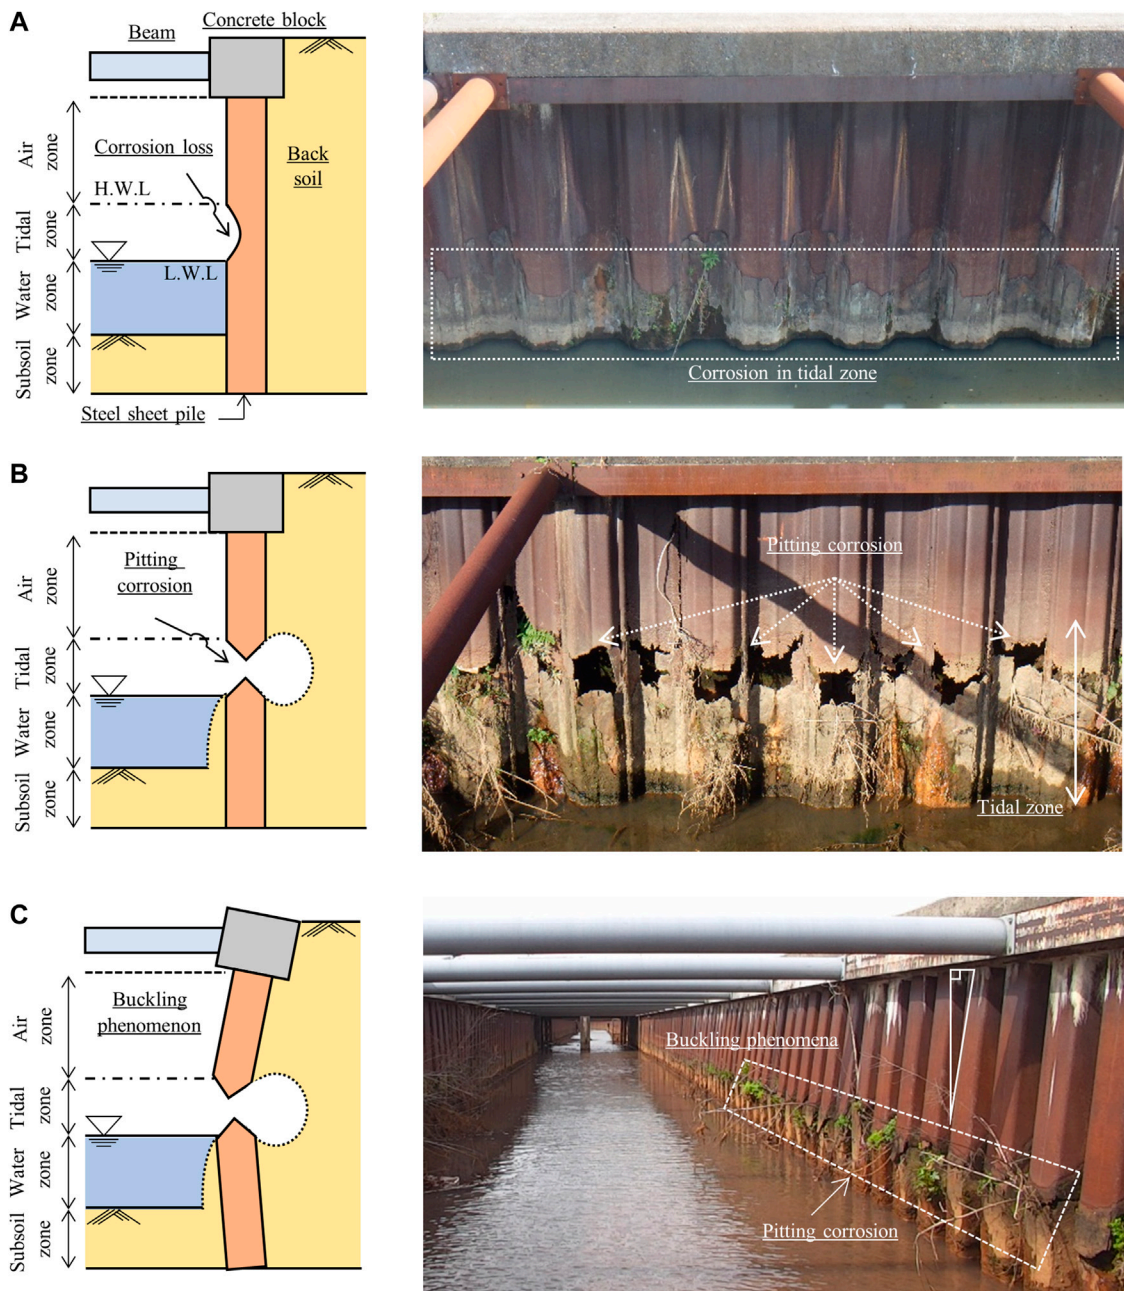 A
Beam
Concrete block
Air
zone
Corrosion loss
H.W.L
Back
soil
Tidal
zone
L.W.L
Water
zone
Subsoil
zone
Steel sheet pile
Corrosion in tidal zone
B
Air
zone
Pitting
corrosion
Tidal
zone
Water
zone
Subsoil
zone
Pitting corrosion
Tidal zone
C
Air
zone
Buckling
phenomenon
Tidal
zone
Water
zone
Subsoil
zone
Buckling phenomena
Pitting corrosion